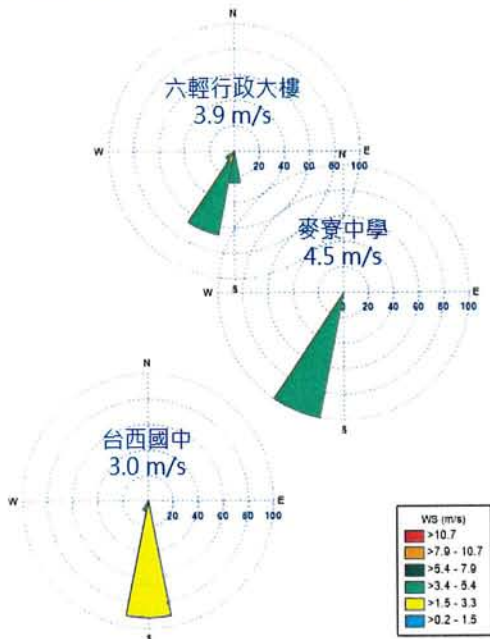 N
六輕行政大樓
3.9 m/s
W
E
20 40 60 80 100
N
S
麥寮中學
4.5 m/s
W
E
0 20 40 60 80 100
S
N
台西國中
3.0 m/s
W
E
20 40 60 80 100
S
WS (m/s)
>10.7
>7.9 - 10.7
>5.4 - 7.9
>3.4 - 5.4
>1.5 - 3.3
>0.2 - 1.5